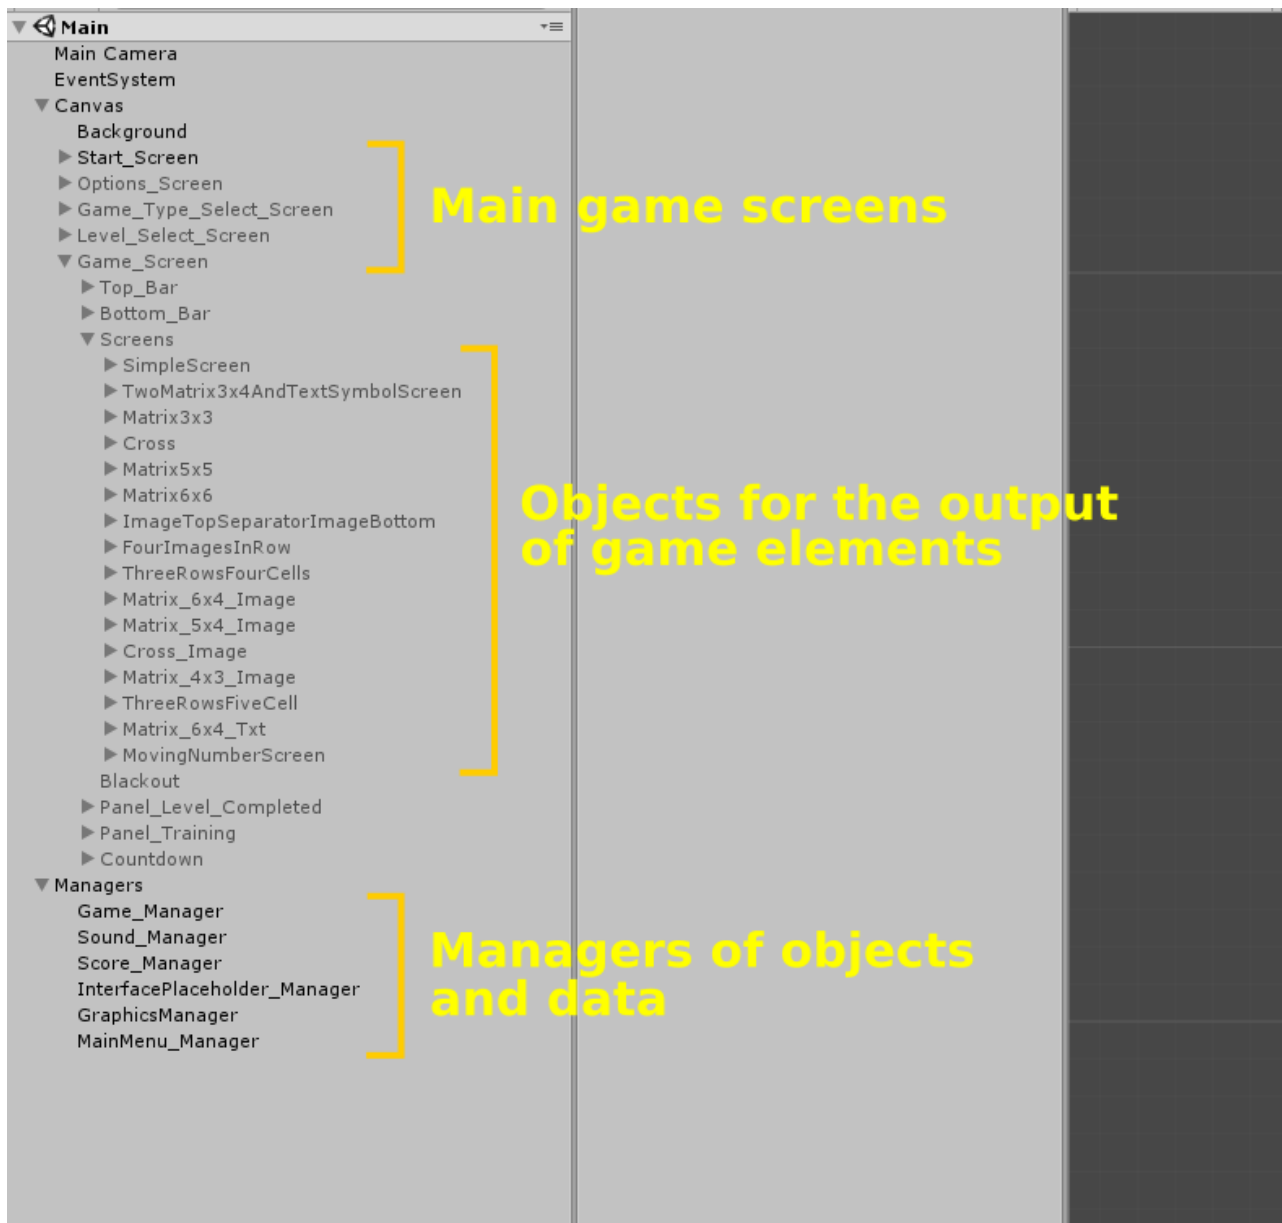 Main
Main Camera
EventSystem
Canvas
Background
Start_Screen
Options_Screen
Game_Type_Select_Screen
Level_Select_Screen
Game_Screen
Main game screens
Top_Bar
Bottom_Bar
Screens
SimpleScreen
TwoMatrix3x4AndTextSymbolScreen
Matrix3x3
Cross
Matrix5x5
Matrix6x6
ImageTopSeparatorImageBottom
FourImagesInRow
ThreeRowsFourCells
Matrix_6x4_Image
Matrix_5x4_Image
Cross_Image
Matrix_4x3_Image
ThreeRowsFiveCell
Matrix_6x4_Txt
MovingNumberScreen
Objects for the output
of game elements
Blackout
Panel_Level_Completed
Panel_Training
Countdown
Managers
Game_Manager
Sound_Manager
Score_Manager
InterfacePlaceholder_Manager
GraphicsManager
MainMenu_Manager
Managers of objects
and data